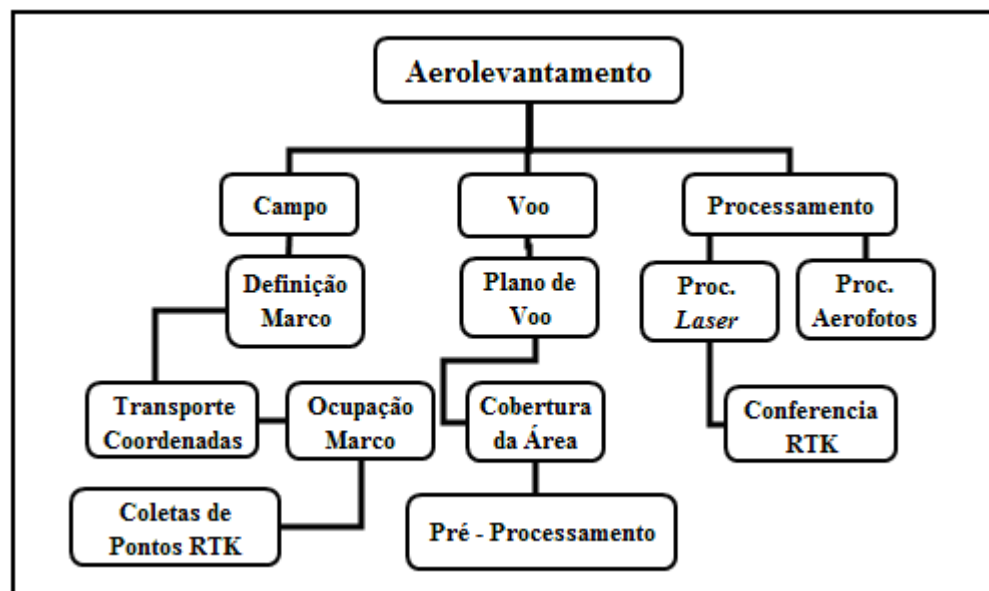 Aerolevantamento
Campo
Voo
Processamento
Definição
Marco
Plano de
Voo
Proc.
Laser
Proc.
Aerofotos
Transporte
Coordenadas
Ocupação
Marco
Cobertura
da Área
Conferencia
RTK
Coletas de
Pontos RTK
Pré - Processamento